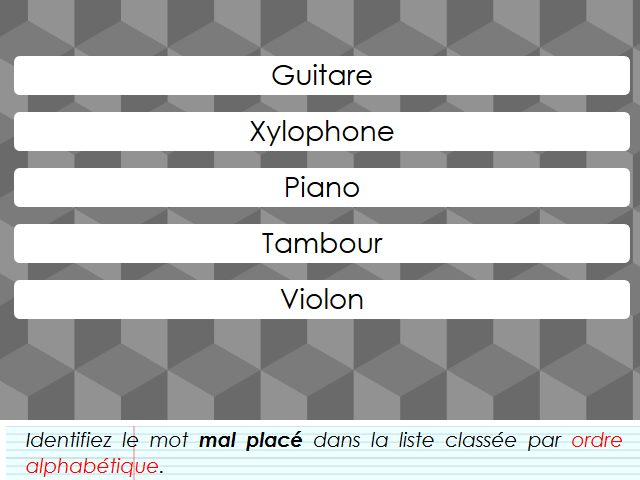 Guitare
Xylophone
Piano
Tambour
Violon
Identifiez le mot mal placé dans la liste classée par ordre
alphabétique.